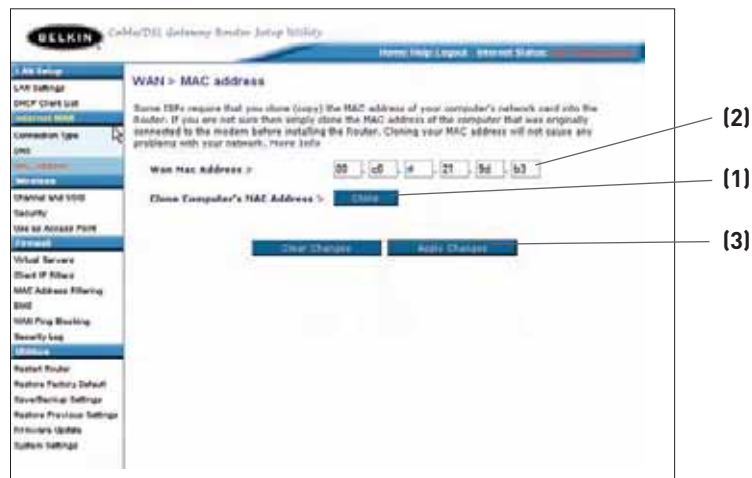 BELKIN Cable/DSL Gateway Router Setup Utility
Home Help Logout Internet Status:
LAN Setup
LAN Settings
DHCP Client List
Internet WAN
Connection Type
DNS
MAC Address
Wireless
Channel and SSID
Security
Use as Access Point
Firewall
Virtual Servers
Client IP Filters
MAC Address Filtering
DMZ
WAN Ping Blocking
Security Log
Utilities
Restart Router
Restore Factory Default
Save/Backup Settings
Restore Previous Settings
Firmware Update
System Settings
WAN > MAC address
Some ISPs require that you clone (copy) the MAC address of your computer's network card into the
Router. If you are not sure then simply clone the MAC address of the computer that was originally
connected to the modem before installing the Router. Cloning your MAC address will not cause any
problems with your network. More Info
Wan Mac Address > 00 . c0 . . 21 . 9d . b3
(2)
Clone Computer's MAC Address > Clone
(1)
Clear Changes Apply Changes
(3)